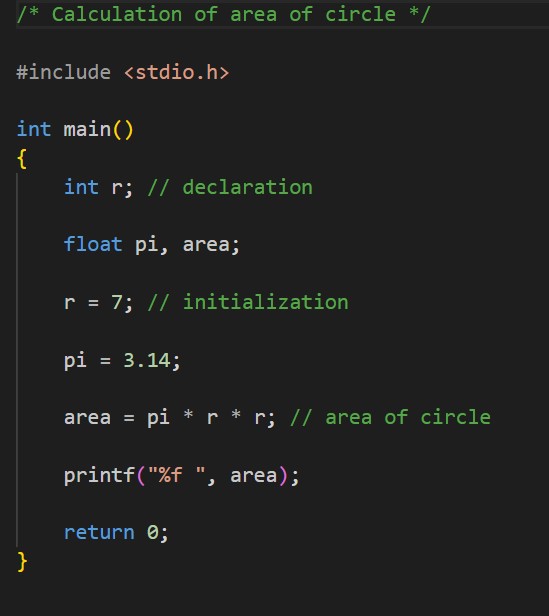 /* Calculation of area of circle */
#include <stdio.h>
int main()
{
    int r; // declaration
    float pi, area;
    r = 7; // initialization
    pi = 3.14;
    area = pi * r * r; // area of circle
    printf("%f ", area);
    return 0;
}